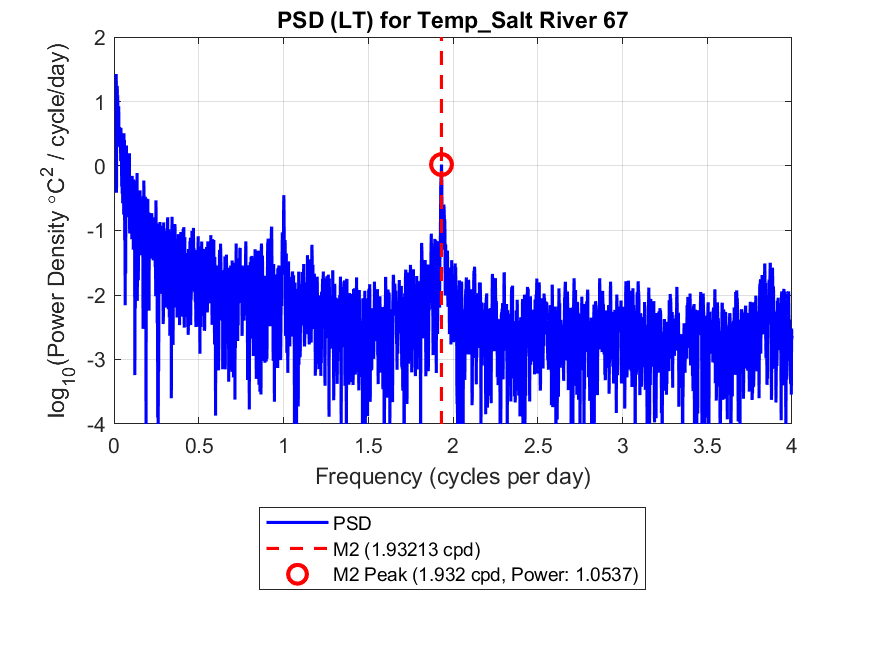 PSD (LT) for Temp_Salt River 67
log10(Power Density °C2 / cycle/day)
2
1
0
-1
-2
-3
-4
0 0.5 1 1.5 2 2.5 3 3.5 4
Frequency (cycles per day)
PSD
M2 (1.93213 cpd)
M2 Peak (1.932 cpd, Power: 1.0537)